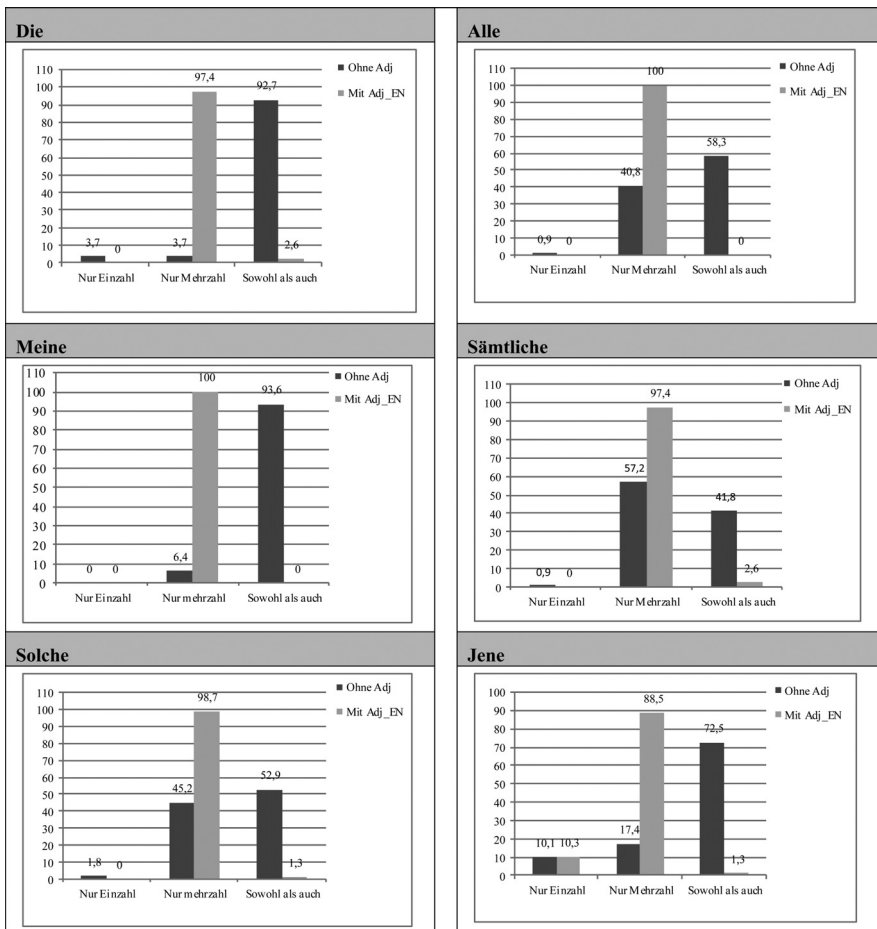 Die
110
100
90
80
70
60
50
40
30
20
10
0
3,7
0
3,7
97,4
92,7
2,6
Nur Einzahl
Nur Mehrzahl
Sowohl als auch
Ohne Adj
Mit Adj_EN
Alle
110
100
90
80
70
60
50
40
30
20
10
0
0,9
0
40,8
100
58,3
0
Nur Einzahl
Nur Mehrzahl
Sowohl als auch
Ohne Adj
Mit Adj_EN
Meine
110
100
90
80
70
60
50
40
30
20
10
0
0
0
6,4
100
93,6
0
Nur Einzahl
Nur mehrzahl
Sowohl als auch
Ohne Adj
Mit Adj_EN
Sämtliche
110
100
90
80
70
60
50
40
30
20
10
0
0,9
0
57,2
97,4
41,8
2,6
Nur Einzahl
Nur Mehrzahl
Sowohl als auch
Ohne Adj
Mit Adj_EN
Solche
110
100
90
80
70
60
50
40
30
20
10
0
1,8
0
45,2
98,7
52,9
1,3
Nur Einzahl
Nur mehrzahl
Sowohl als auch
Ohne Adj
Mit Adj_EN
Jene
100
90
80
70
60
50
40
30
20
10
0
10,1
10,3
17,4
88,5
72,5
1,3
Nur Einzahl
Nur Mehrzahl
Sowohl als auch
Ohne Adj
Mit Adj_EN